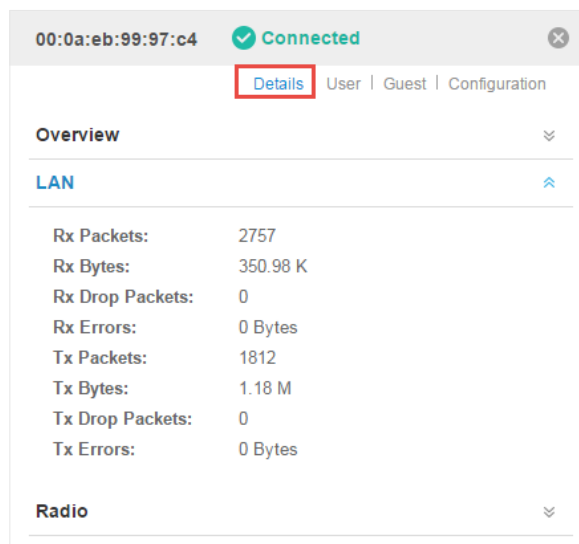 00:0a:eb:99:97:c4 Connected
Details User | Guest | Configuration
Overview
LAN
Rx Packets: 2757
Rx Bytes: 350.98 K
Rx Drop Packets: 0
Rx Errors: 0 Bytes
Tx Packets: 1812
Tx Bytes: 1.18 M
Tx Drop Packets: 0
Tx Errors: 0 Bytes
Radio